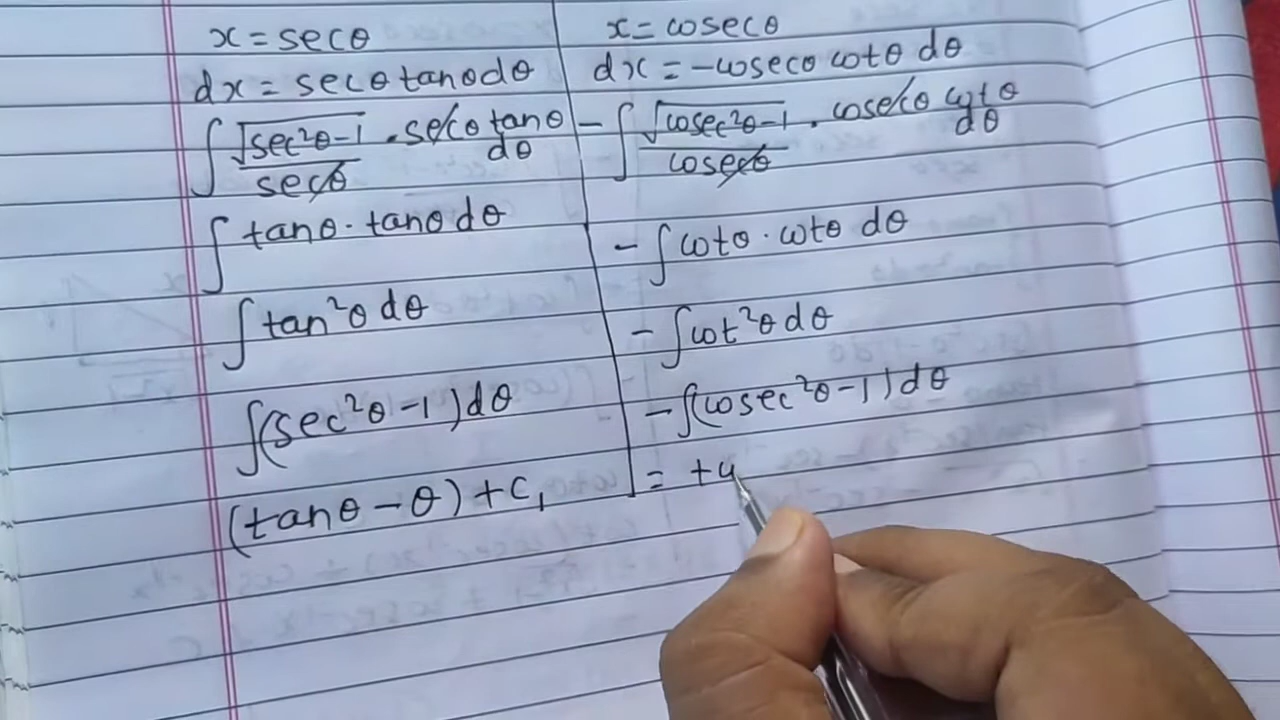 x = secθ
dx = secθ tanθ dθ
∫ √(sec²θ-1) / secθ · secθ tanθ dθ
∫ tanθ · tanθ dθ
∫ tan²θ dθ
∫(sec²θ - 1) dθ
(tanθ - θ) + C₁
x = cosecθ
dx = -cosecθ cotθ dθ
- ∫ √(cosec²θ-1) / cosecθ · cosecθ cotθ dθ
- ∫ cotθ · cotθ dθ
- ∫ cot²θ dθ
- ∫(cosec²θ - 1) dθ
= +